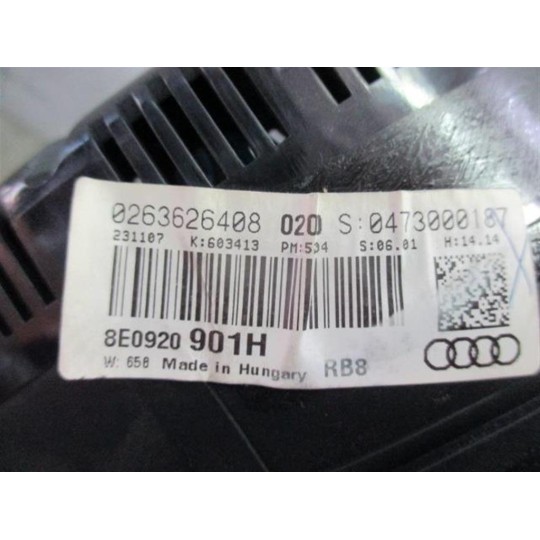 0263626408 020 S:0473000187
231107 K:603413 PM:504 S:06.01 H:14.14
8E0920 901H
W: 658 Made in Hungary RB8